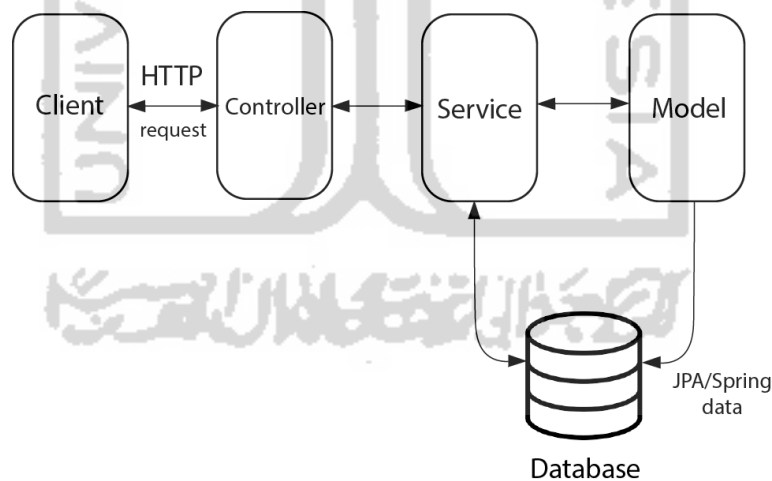 Client
HTTP
request
Controller
Service
Model
JPA/Spring
data
Database